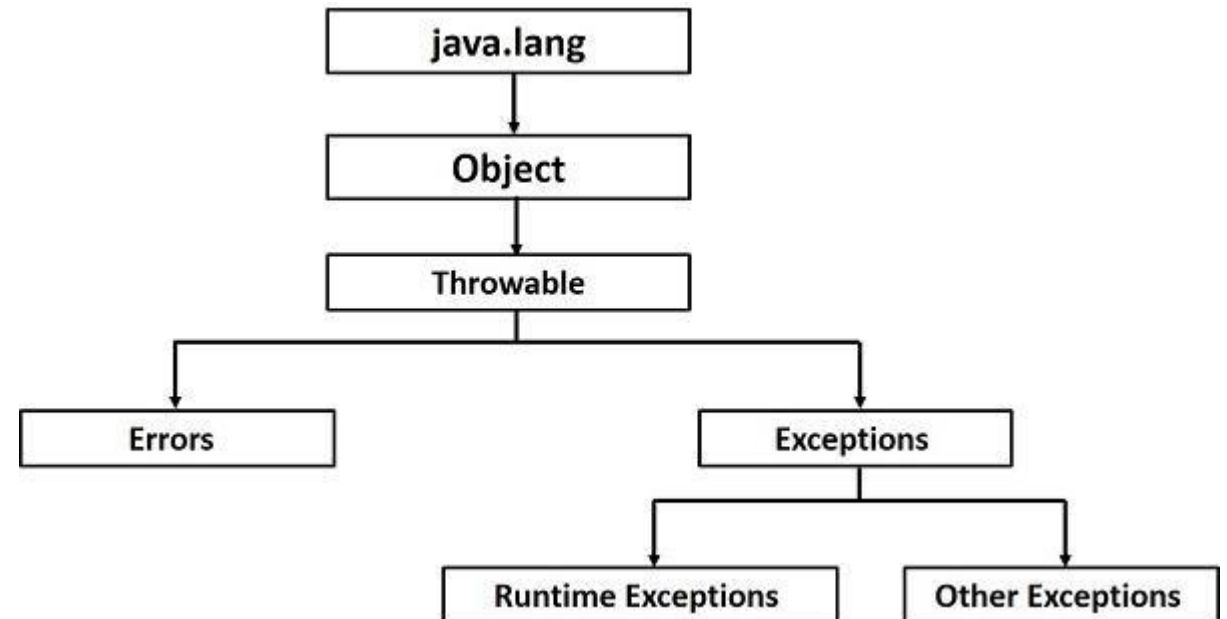 java.lang
Object
Throwable
Errors
Exceptions
Runtime Exceptions
Other Exceptions